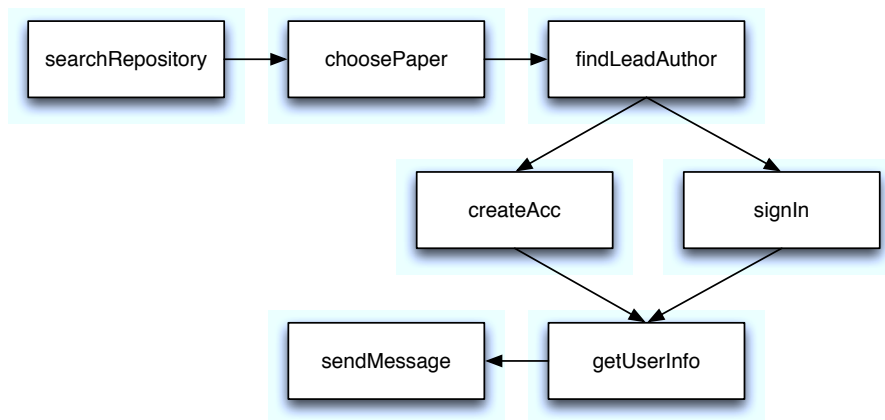 searchRepository
choosePaper
findLeadAuthor
createAcc
signIn
sendMessage
getUserInfo